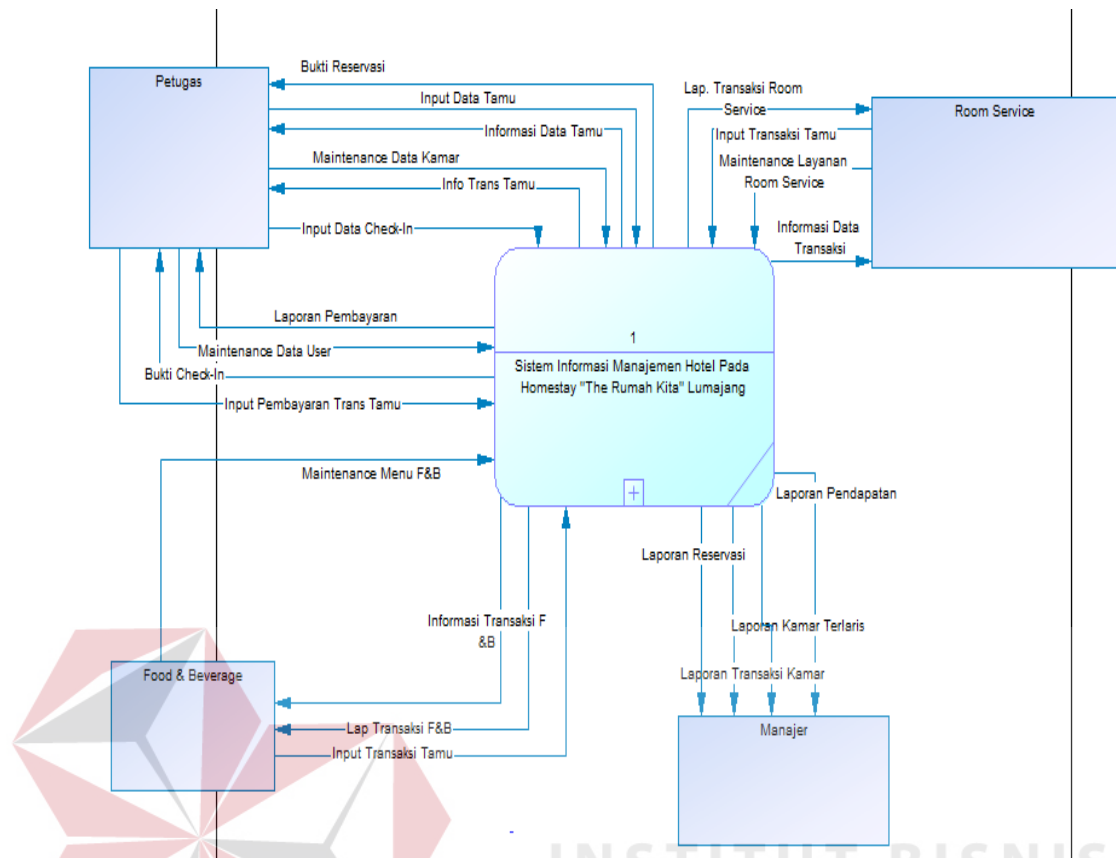 Petugas
Bukti Reservasi
Input Data Tamu
Informasi Data Tamu
Maintenance Data Kamar
Info Trans Tamu
Input Data Check-In
Lap. Transaksi Room
Service
Input Transaksi Tamu
Maintenance Layanan
Room Service
Informasi Data
Transaksi
Room Service
Laporan Pembayaran
Maintenance Data User
Bukti Check-In
Input Pembayaran Trans Tamu
Maintenance Menu F&B
1
Sistem Informasi Manajemen Hotel Pada
Homestay "The Rumah Kita" Lumajang
Laporan Pendapatan
Laporan Reservasi
Laporan Kamar Terlaris
Laporan Transaksi Kamar
Informasi Transaksi F
&B
Food & Beverage
Lap Transaksi F&B
Input Transaksi Tamu
Manajer
INSTITUT BISNIS